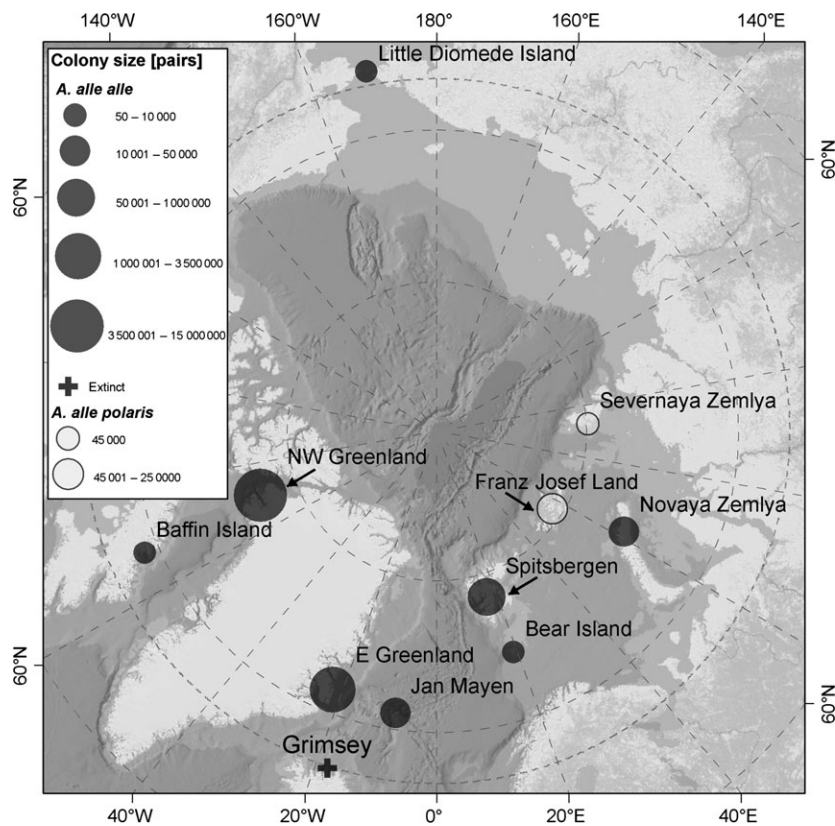 140°W 160°W 180° 160°E 140°E
Little Diomede Island
Colony size [pairs]
A. alle alle
50 – 10 000
10 001 – 50 000
50 001 – 1000 000
1 000 001 – 3 500 000
3 500 001 – 15 000 000
Extinct
A. alle polaris
45 000
45 001 – 25 0000
60°N
60°N
Severnaya Zemlya
NW Greenland
Franz Josef Land
Novaya Zemlya
Baffin Island
Spitsbergen
Bear Island
E Greenland
Jan Mayen
60°N
60°N
Grimsey
40°W 20°W 0° 20°E 40°E